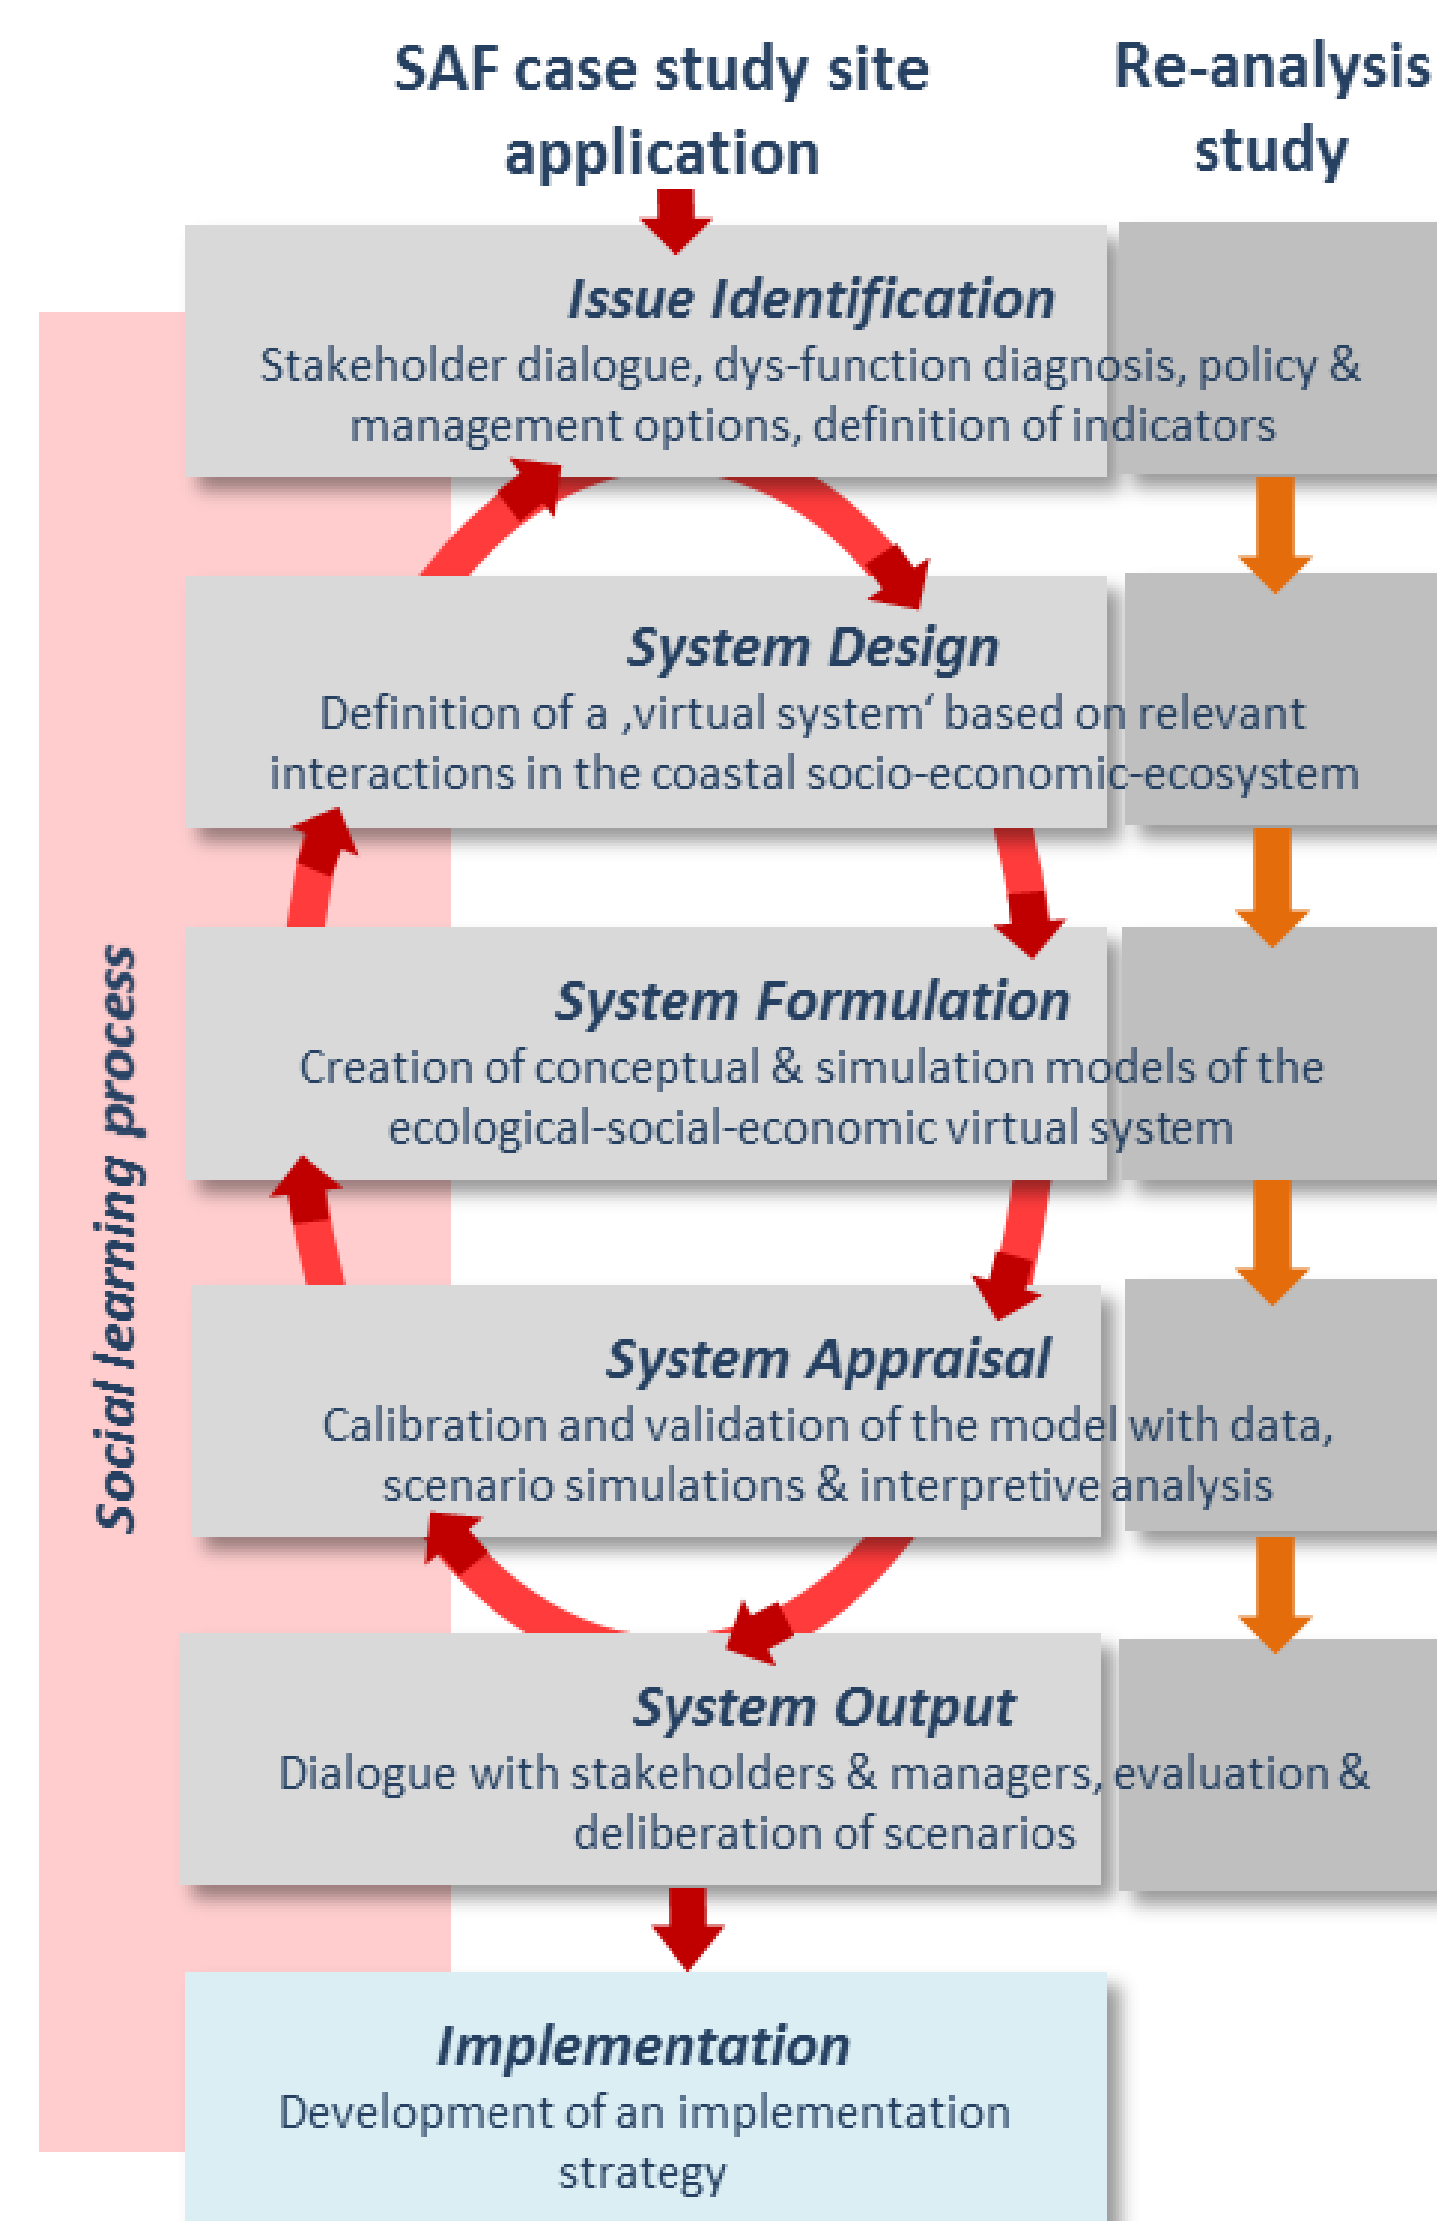 SAF case study site
application
Re-analysis
study
Issue Identification
Stakeholder dialogue, dys-function diagnosis, policy &
management options, definition of indicators
System Design
Definition of a ‚virtual system‘ based on relevant
interactions in the coastal socio-economic-ecosystem
System Formulation
Creation of conceptual & simulation models of the
ecological-social-economic virtual system
System Appraisal
Calibration and validation of the model with data,
scenario simulations & interpretive analysis
System Output
Dialogue with stakeholders & managers, evaluation &
deliberation of scenarios
Implementation
Development of an implementation
strategy
Social learning process